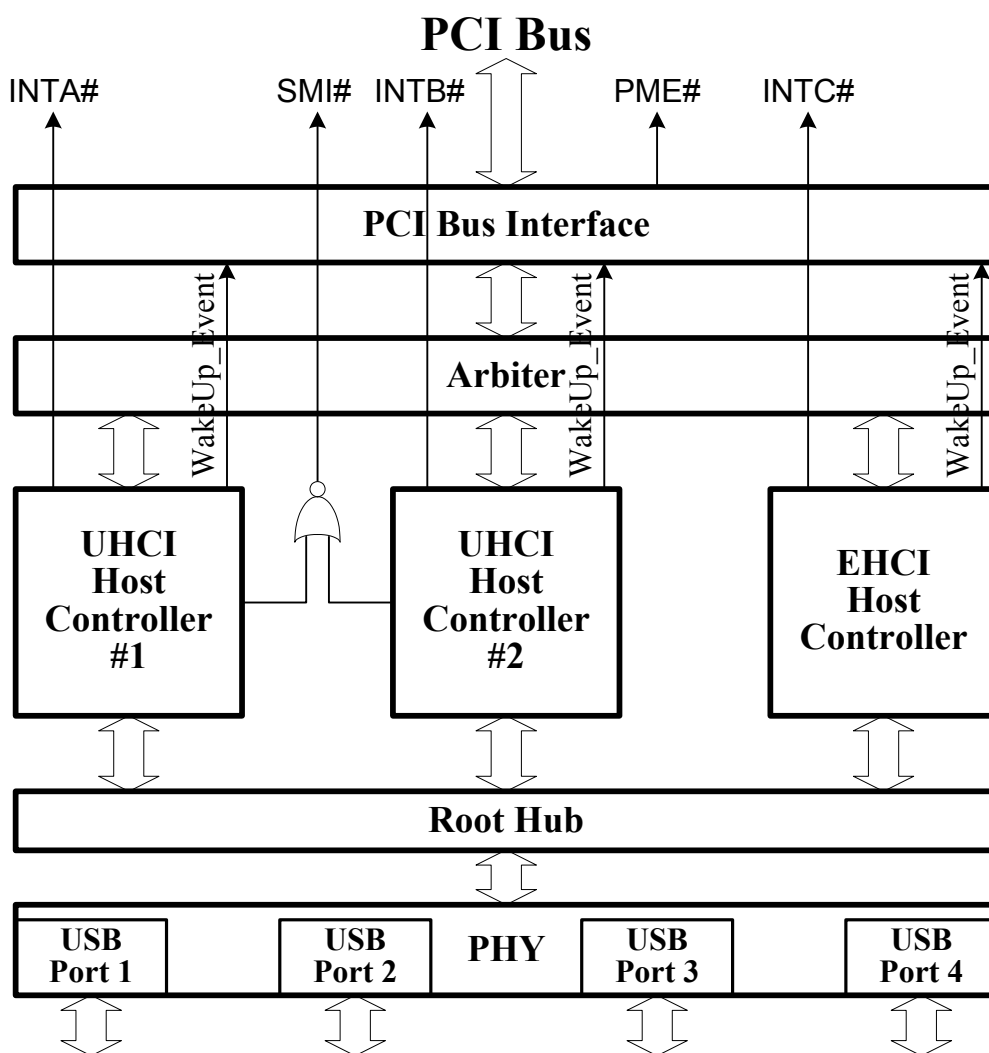 PCI Bus
INTA#
SMI#
INTB#
PME#
INTC#
PCI Bus Interface
WakeUp_Event
WakeUp_Event
WakeUp_Event
Arbiter
UHCI
Host
Controller
#1
UHCI
Host
Controller
#2
EHCI
Host
Controller
Root Hub
USB
Port 1
USB
Port 2
PHY
USB
Port 3
USB
Port 4